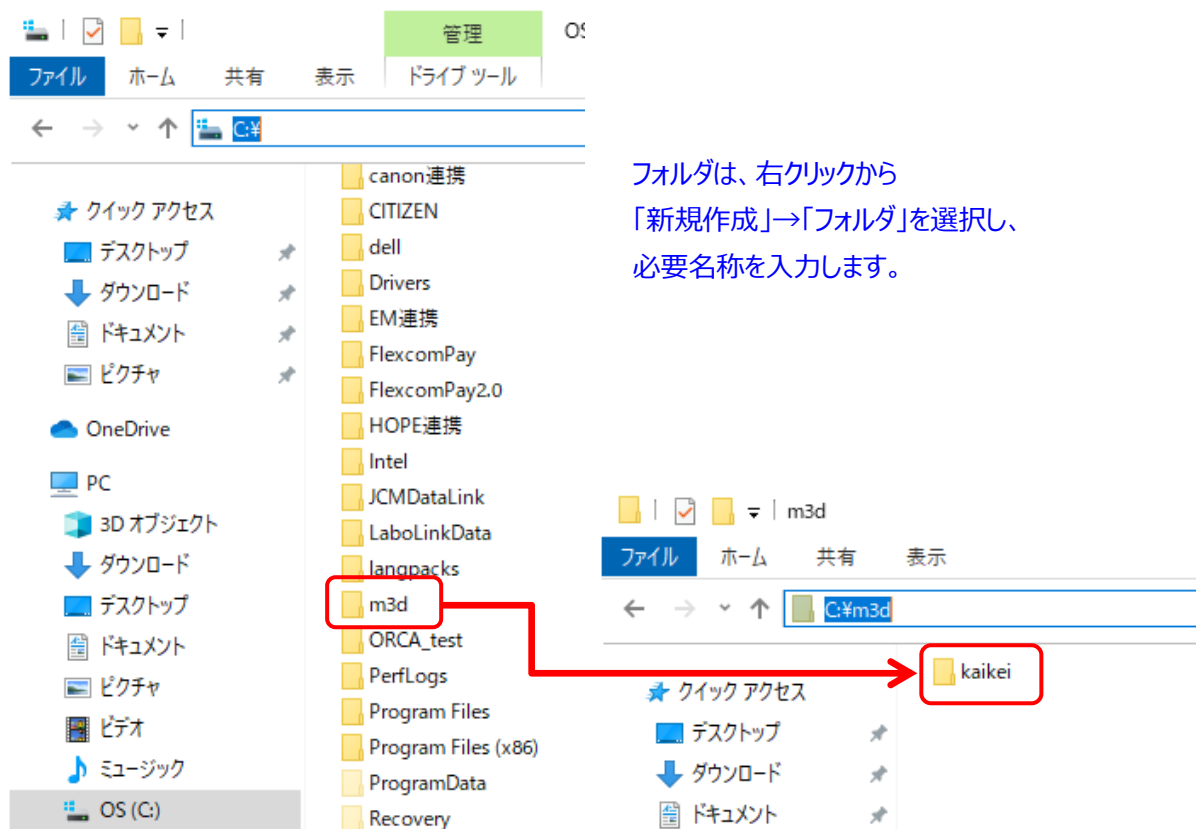 管理
ファイル ホーム 共有 表示 ドライブ ツール
C:¥
クイック アクセス
デスクトップ
ダウンロード
ドキュメント
ピクチャ
OneDrive
PC
3D オブジェクト
ダウンロード
デスクトップ
ドキュメント
ピクチャ
ビデオ
ミュージック
OS (C:)
canon連携
CITIZEN
dell
Drivers
EM連携
FlexcomPay
FlexcomPay2.0
HOPE連携
Intel
JCMDataLink
LaboLinkData
langpacks
m3d
ORCA_test
PerfLogs
Program Files
Program Files (x86)
ProgramData
Recovery
フォルダは、右クリックから
「新規作成」→「フォルダ」を選択し、
必要名称を入力します。
m3d
ファイル ホーム 共有 表示
C:¥m3d
クイック アクセス
デスクトップ
ダウンロード
ドキュメント
kaikei